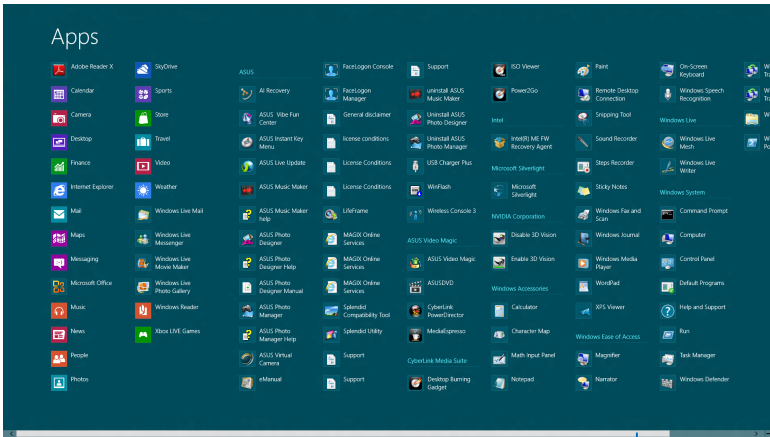 Apps
Adobe Reader X
Calendar
Camera
Desktop
Finance
Internet Explorer
Mail
Maps
Messaging
Microsoft Office
Music
News
People
Photos
SkyDrive
Sports
Store
Travel
Video
Weather
Windows Live Mail
Windows Live
Messenger
Windows Live
Movie Maker
Windows Live
Photo Gallery
Windows Reader
Xbox LIVE Games
ASUS
AI Recovery
ASUS Vibe Fun
Center
ASUS Instant Key
Menu
ASUS Live Update
ASUS Music Maker
ASUS Music Maker
help
ASUS Photo
Designer
ASUS Photo
Designer Help
ASUS Photo
Designer Manual
ASUS Photo
Manager
ASUS Photo
Manager Help
ASUS Virtual
Camera
eManual
FaceLogon Console
FaceLogon
Manager
General disclaimer
license conditions
License Conditions
License Conditions
LifeFrame
MAGIX Online
Services
MAGIX Online
Services
MAGIX Online
Services
Splendid
Compatibility Tool
Splendid Utility
Support
Support
Support
uninstall ASUS
Music Maker
Uninstall ASUS
Photo Designer
Uninstall ASUS
Photo Manager
USB Charger Plus
WinFlash
Wireless Console 3
ASUS Video Magic
ASUS Video Magic
ASUSDVD
CyberLink
PowerDirector
MediaEspresso
CyberLink Media Suite
Desktop Burning
Gadget
ISO Viewer
Power2Go
Intel
Intel(R) ME FW
Recovery Agent
Microsoft Silverlight
Microsoft
Silverlight
NVIDIA Corporation
Disable 3D Vision
Enable 3D Vision
Windows Accessories
Calculator
Character Map
Math Input Panel
Notepad
Paint
Remote Desktop
Connection
Snipping Tool
Sound Recorder
Steps Recorder
Sticky Notes
Windows Fax and
Scan
Windows Journal
Windows Media
Player
WordPad
XPS Viewer
Windows Ease of Access
Magnifier
Narrator
On-Screen
Keyboard
Windows Speech
Recognition
Windows Live
Windows Live
Mesh
Windows Live
Writer
Windows System
Command Prompt
Computer
Control Panel
Default Programs
Help and Support
Run
Task Manager
Windows Defender